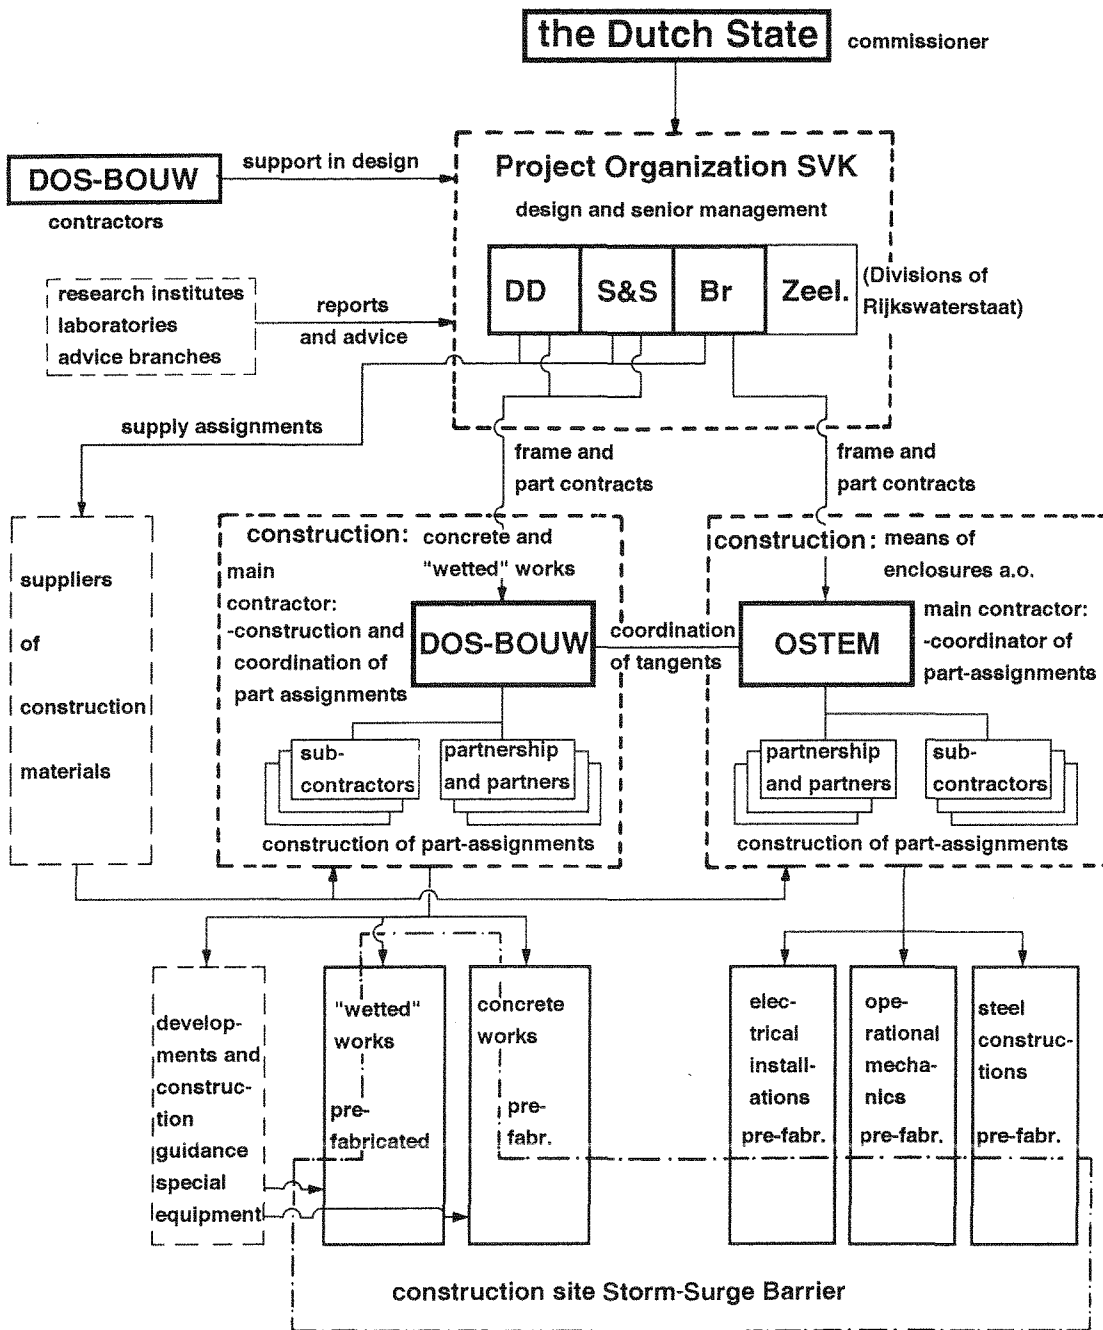 the Dutch State
commissioner
Project Organization SVK
design and senior management
DOS-BOUW
contractors
support in design
research institutes
laboratories
advice branches
reports
and advice
DD
S&S
Br
Zeel.
(Divisions of
Rijkswaterstaat)
supply assignments
frame and
part contracts
frame and
part contracts
suppliers
of
construction
materials
construction:
concrete and
"wetted" works
main
contractor:
-construction and
coordination of
part assignments
DOS-BOUW
coordination
of tangents
construction:
means of
enclosures a.o.
OSTEM
main contractor:
-coordinator of
part-assignments
sub-
contractors
partnership
and partners
construction of part-assignments
partnership
and partners
sub-
contractors
construction of part-assignments
develop-
ments and
construc-
tion
guidance
special
equipment
"wetted"
works
pre-
fabricated
concrete
works
pre-
fabr.
elec-
trical
install-
ations
pre-fabr.
ope-
rational
mecha-
nics
pre-fabr.
steel
construc-
tions
pre-fabr.
construction site Storm-Surge Barrier